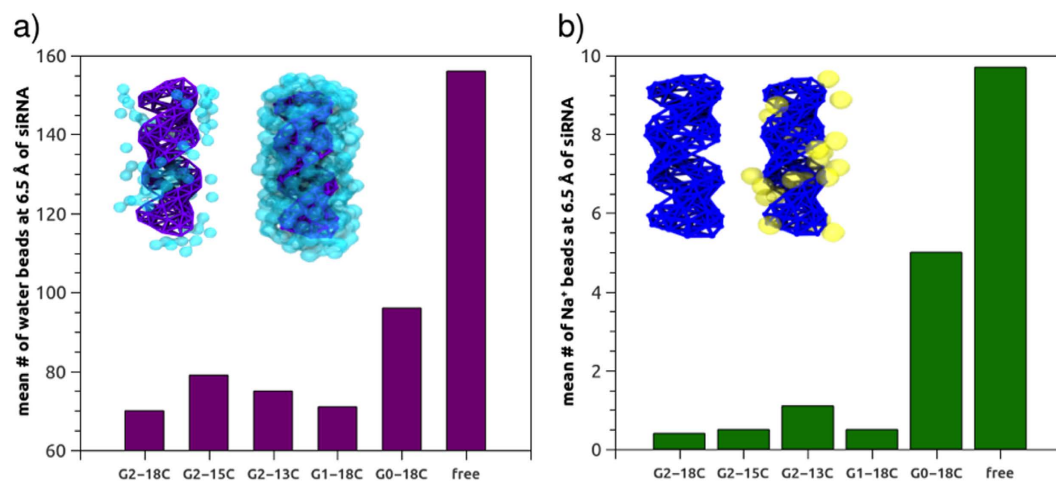 a)
mean # of water beads at 6.5 Å of siRNA
160
140
120
100
80
60
G2-18C G2-15C G2-13C G1-18C G0-18C free
b)
mean # of Na⁺ beads at 6.5 Å of siRNA
10
8
6
4
2
0
G2-18C G2-15C G2-13C G1-18C G0-18C free